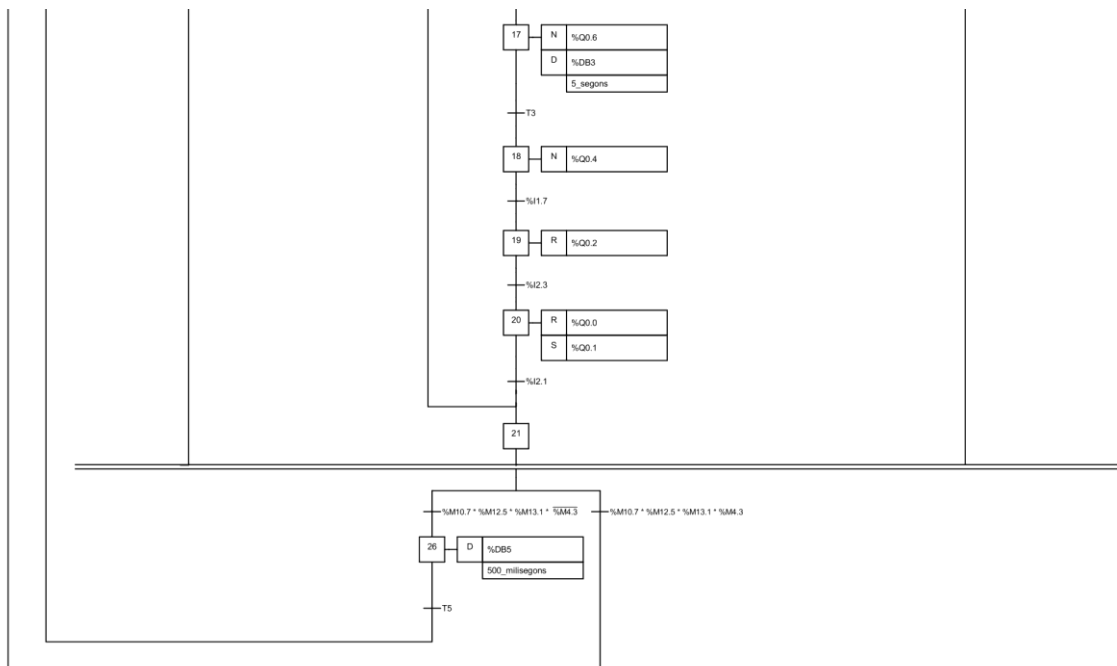 17 N %Q0.6
D %DB3
5_segons
T3
18 N %Q0.4
%I1.7
19 R %Q0.2
%I2.3
20 R %Q0.0
S %Q0.1
%I2.1
21
%M10.7 * %M12.5 * %M13.1 * %M4.3 %M10.7 * %M12.5 * %M13.1 * %M4.3
26 D %DB5
500_milisegons
T5